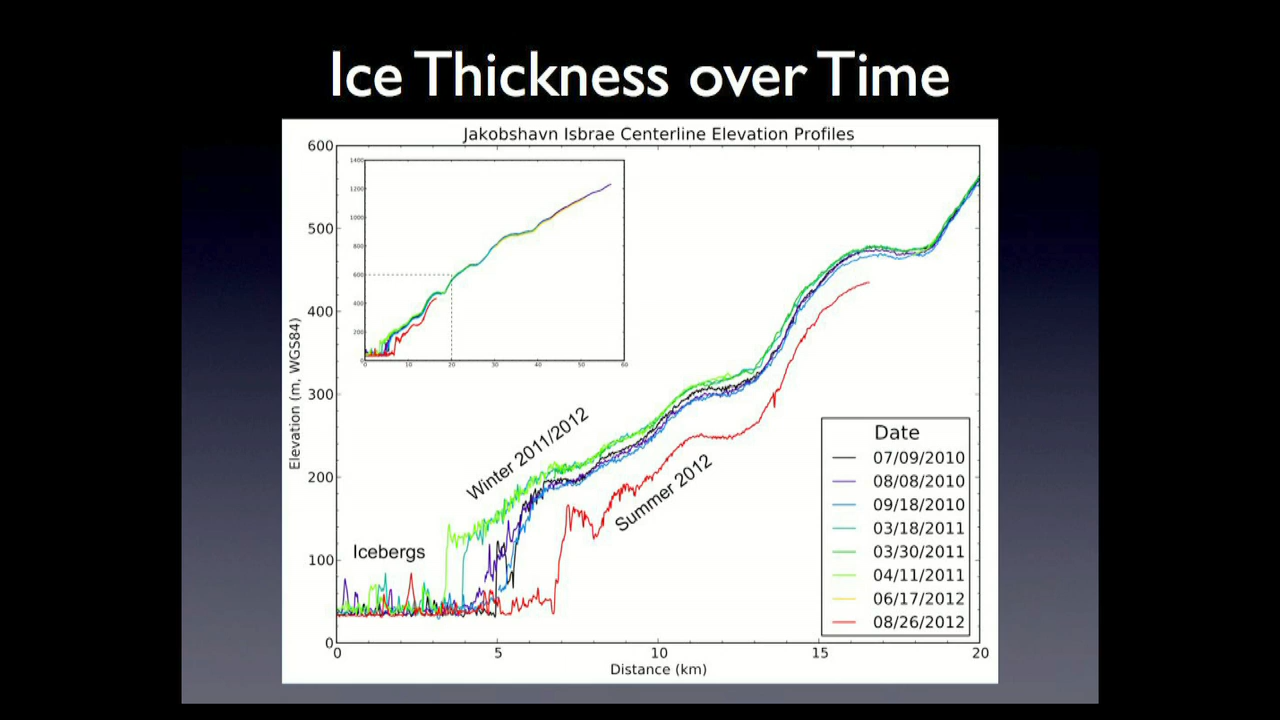 Ice Thickness over Time
Jakobshavn Isbrae Centerline Elevation Profiles
600
500
400
300
200
100
0
Elevation (m, WGS84)
1400
1200
1000
800
600
400
200
0
0 10 20 30 40 50 60
Winter 2011/2012
Summer 2012
Icebergs
Date
07/09/2010
08/08/2010
09/18/2010
03/18/2011
03/30/2011
04/11/2011
06/17/2012
08/26/2012
0 5 10 15 20
Distance (km)